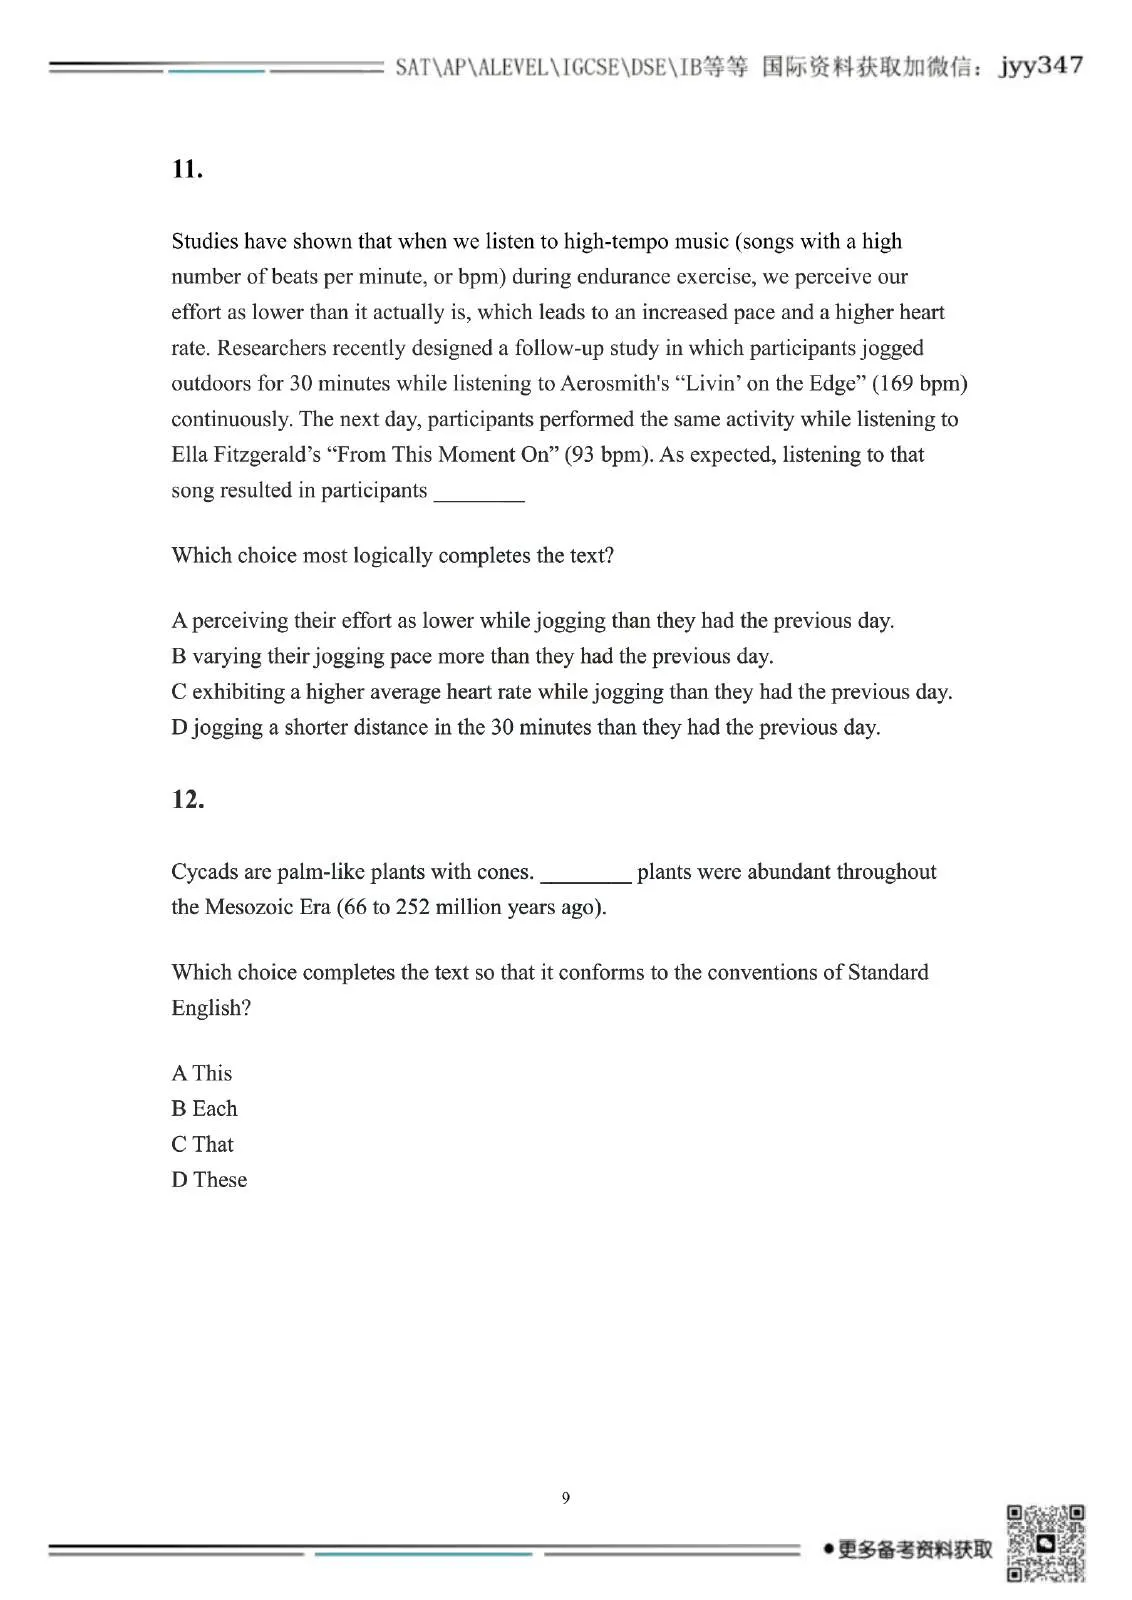 SAT\AP\ALEVEL\IGCSE\DSE\IB等等 国际资料获取加微信：jyy347
11.
Studies have shown that when we listen to high-tempo music (songs with a high
number of beats per minute, or bpm) during endurance exercise, we perceive our
effort as lower than it actually is, which leads to an increased pace and a higher heart
rate. Researchers recently designed a follow-up study in which participants jogged
outdoors for 30 minutes while listening to Aerosmith's “Livin’ on the Edge” (169 bpm)
continuously. The next day, participants performed the same activity while listening to
Ella Fitzgerald’s “From This Moment On” (93 bpm). As expected, listening to that
song resulted in participants ________
Which choice most logically completes the text?
A perceiving their effort as lower while jogging than they had the previous day.
B varying their jogging pace more than they had the previous day.
C exhibiting a higher average heart rate while jogging than they had the previous day.
D jogging a shorter distance in the 30 minutes than they had the previous day.
12.
Cycads are palm-like plants with cones. ________ plants were abundant throughout
the Mesozoic Era (66 to 252 million years ago).
Which choice completes the text so that it conforms to the conventions of Standard
English?
A This
B Each
C That
D These
9
●更多备考资料获取